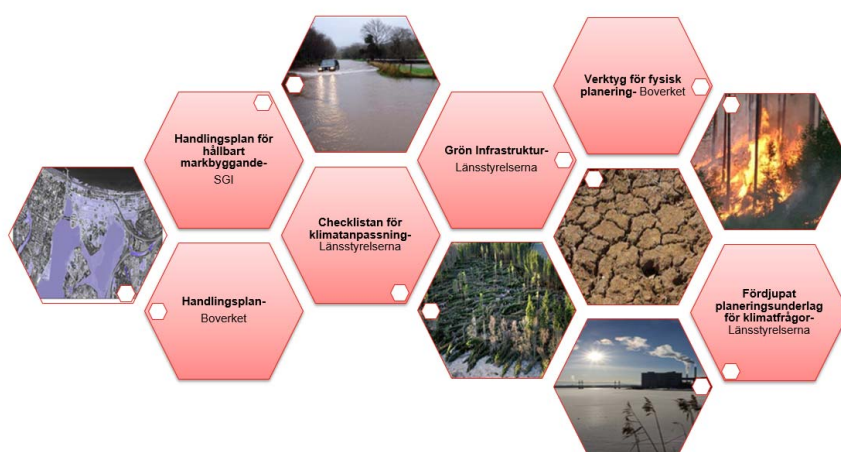 Handlingsplan för
hållbart
markbyggande-
SGI
Handlingsplan-
Boverket
Checklistan för
klimatanpassning-
Länsstyrelserna
Grön Infrastruktur-
Länsstyrelserna
Verktyg för fysisk
planering- Boverket
Fördjupat
planeringsunderlag
för klimatfrågor-
Länsstyrelserna